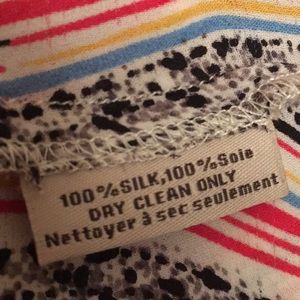 100%SILK,100%Soie
DRY CLEAN ONLY
Nettoyer à sec seulement